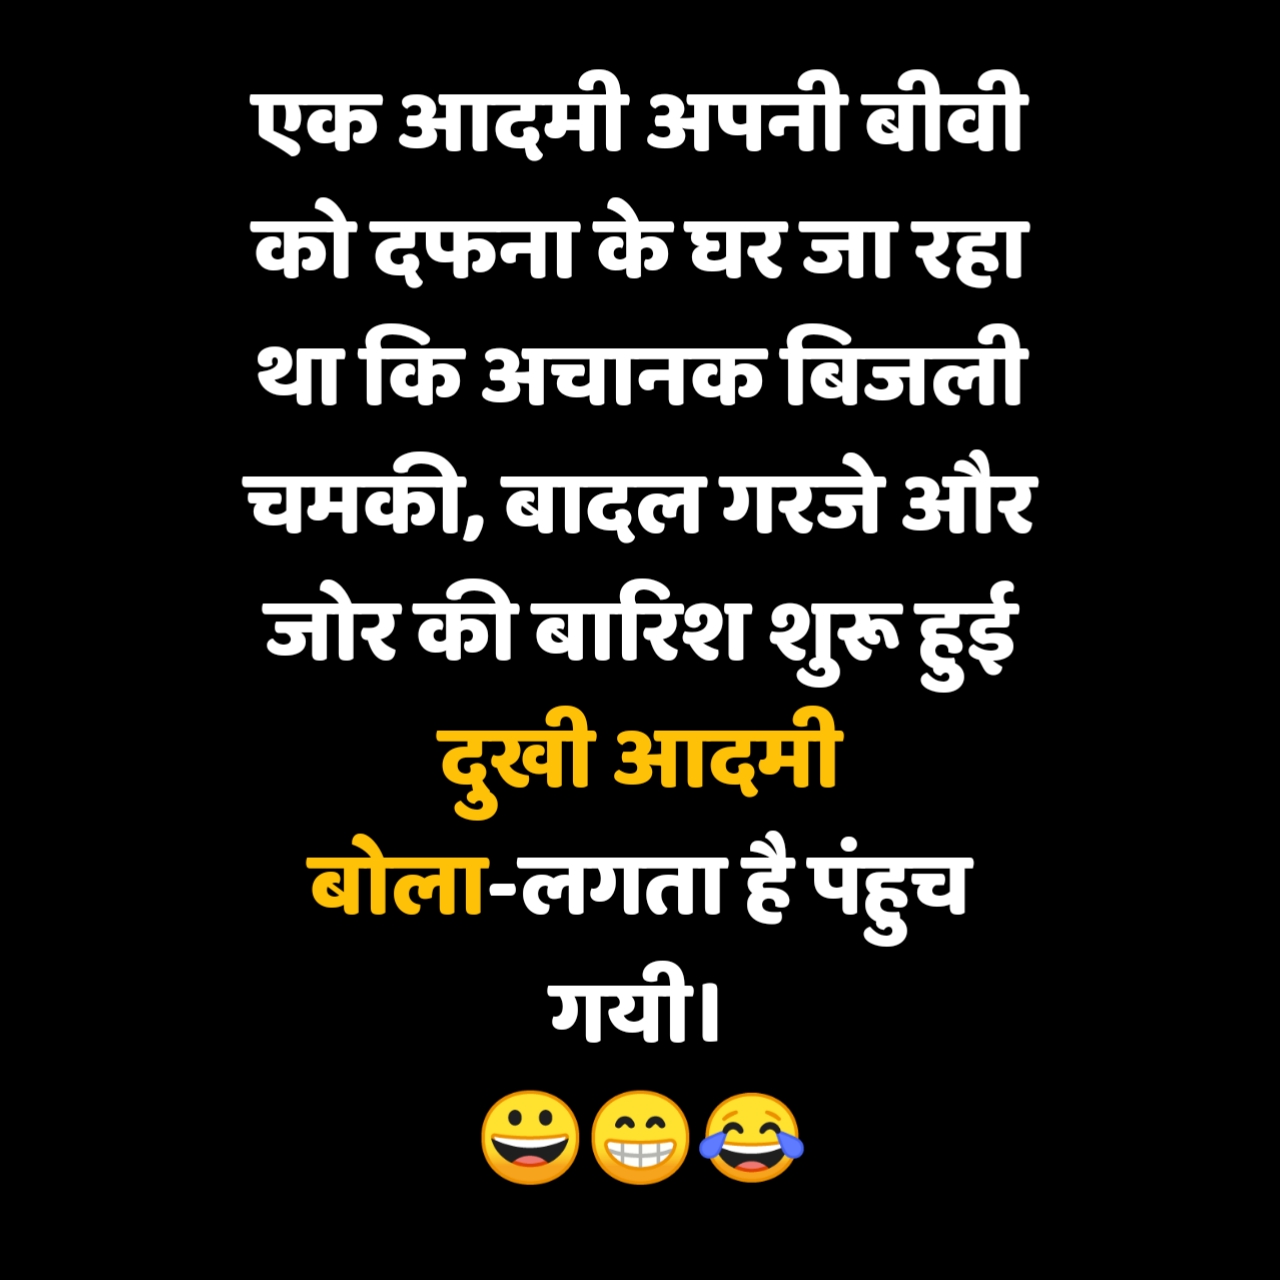 एक आदमी अपनी बीवी
को दफना के घर जा रहा
था कि अचानक बिजली
चमकी, बादल गरजे और
जोर की बारिश शुरू हुई
दुखी आदमी
बोला-लगता है पंहुच
गयी।
😀😁😂